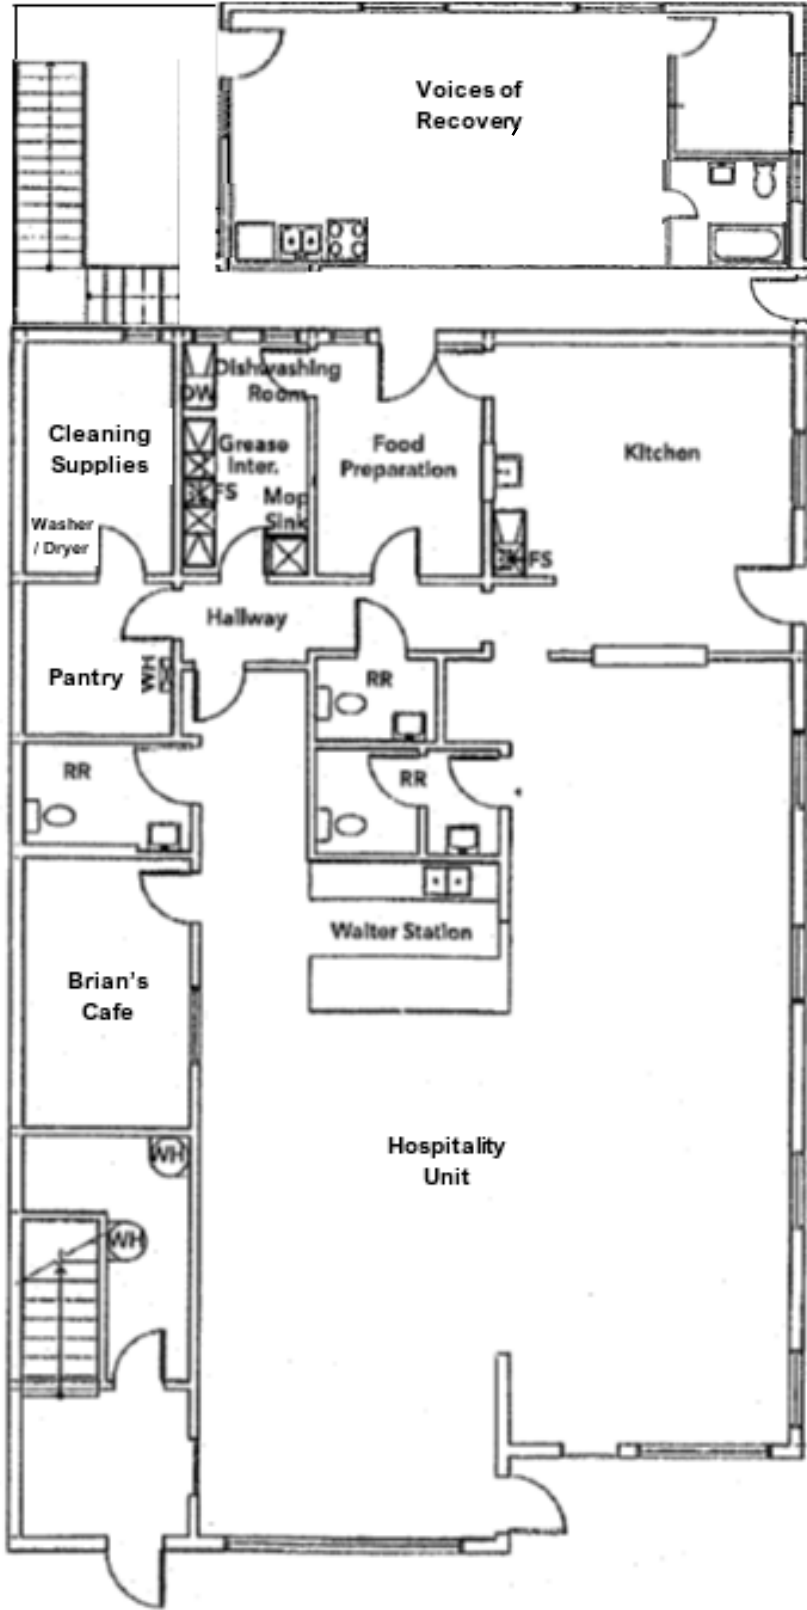 Voices of
Recovery
Dishwashing
Room
DW
Cleaning
Supplies
Grease
Inter.
FS
Mop
Sink
Food
Preparation
Kitchen
FS
Washer
/ Dryer
Hallway
Pantry
WH
RR
RR
RR
Waiter Station
Brian's
Cafe
Hospitality
Unit
WH
WH